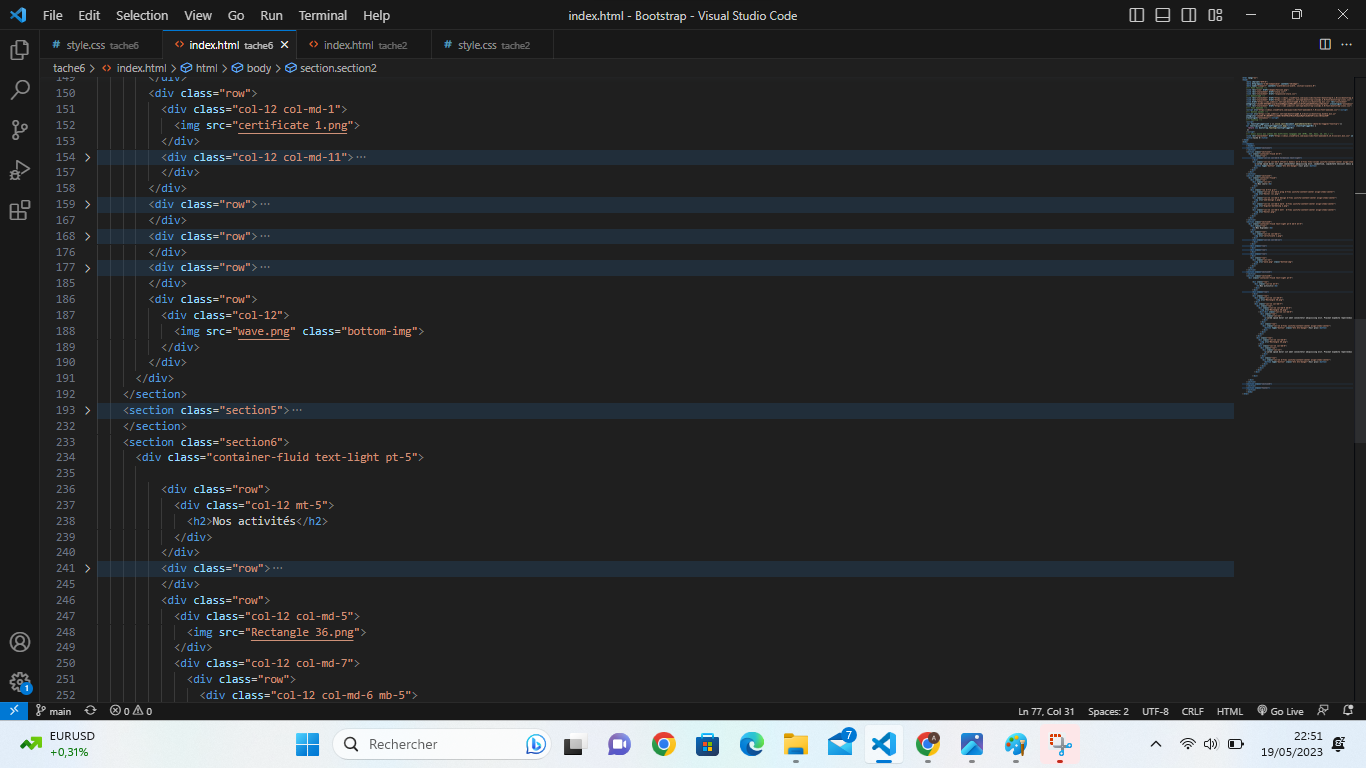 File Edit Selection View Go Run Terminal Help index.html - Bootstrap - Visual Studio Code
# style.css tache6 <> index.html tache6 <> index.html tache2 # style.css tache2
tache6 > <> index.html > html > body > section.section2
149 </div>
150 <div class="row">
151 <div class="col-12 col-md-1">
152 <img src="certificate 1.png">
153 </div>
154 <div class="col-12 col-md-11">…
157 </div>
158 </div>
159 <div class="row">…
167 </div>
168 <div class="row">…
176 </div>
177 <div class="row">…
185 </div>
186 <div class="row">
187 <div class="col-12">
188 <img src="wave.png" class="bottom-img">
189 </div>
190 </div>
191 </div>
192 </section>
193 <section class="section5">…
232 </section>
233 <section class="section6">
234 <div class="container-fluid text-light pt-5">
235
236 <div class="row">
237 <div class="col-12 mt-5">
238 <h2>Nos activités</h2>
239 </div>
240 </div>
241 <div class="row">…
245 </div>
246 <div class="row">
247 <div class="col-12 col-md-5">
248 <img src="Rectangle 36.png">
249 </div>
250 <div class="col-12 col-md-7">
251 <div class="row">
252 <div class="col-12 col-md-6 mb-5">
1
main 0 0 Ln 77, Col 31 Spaces: 2 UTF-8 CRLF HTML Go Live
EURUSD
+0,31%
Rechercher
7
A
22:51
19/05/2023